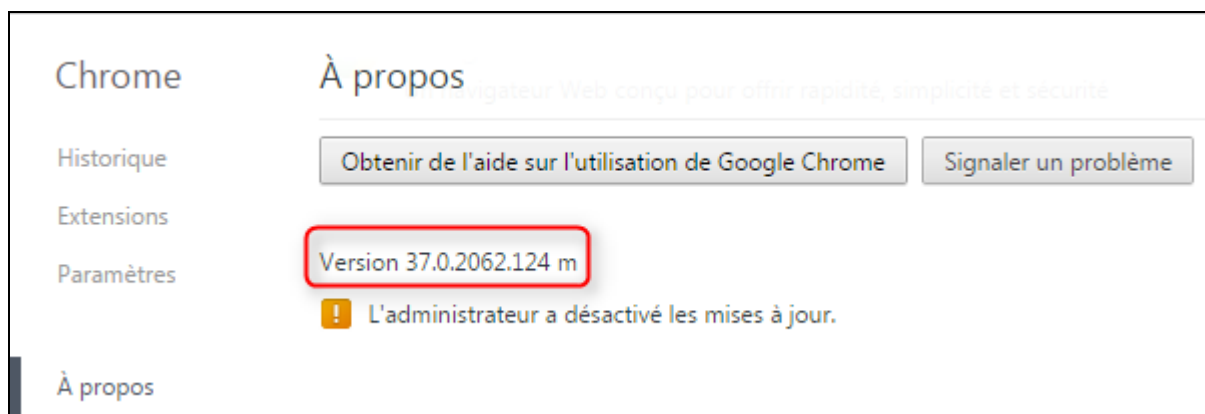 Chrome
À propos
Un navigateur Web conçu pour offrir rapidité, simplicité et sécurité
Historique
Obtenir de l'aide sur l'utilisation de Google Chrome
Signaler un problème
Extensions
Version 37.0.2062.124 m
Paramètres
L'administrateur a désactivé les mises à jour.
À propos